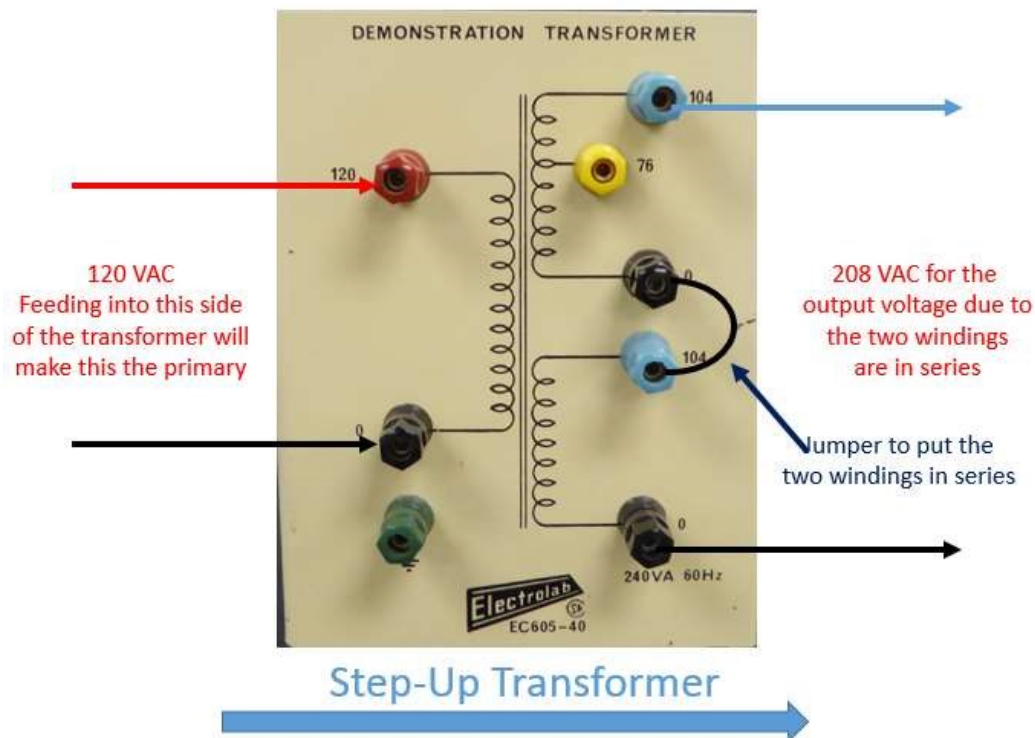 DEMONSTRATION TRANSFORMER
104
120
76
0
120 VAC
Feeding into this side
of the transformer will
make this the primary
208 VAC for the
output voltage due to
the two windings
are in series
104
0
Jumper to put the
two windings in series
0
240VA 60Hz
Electrolab
EC605-40
Step-Up Transformer